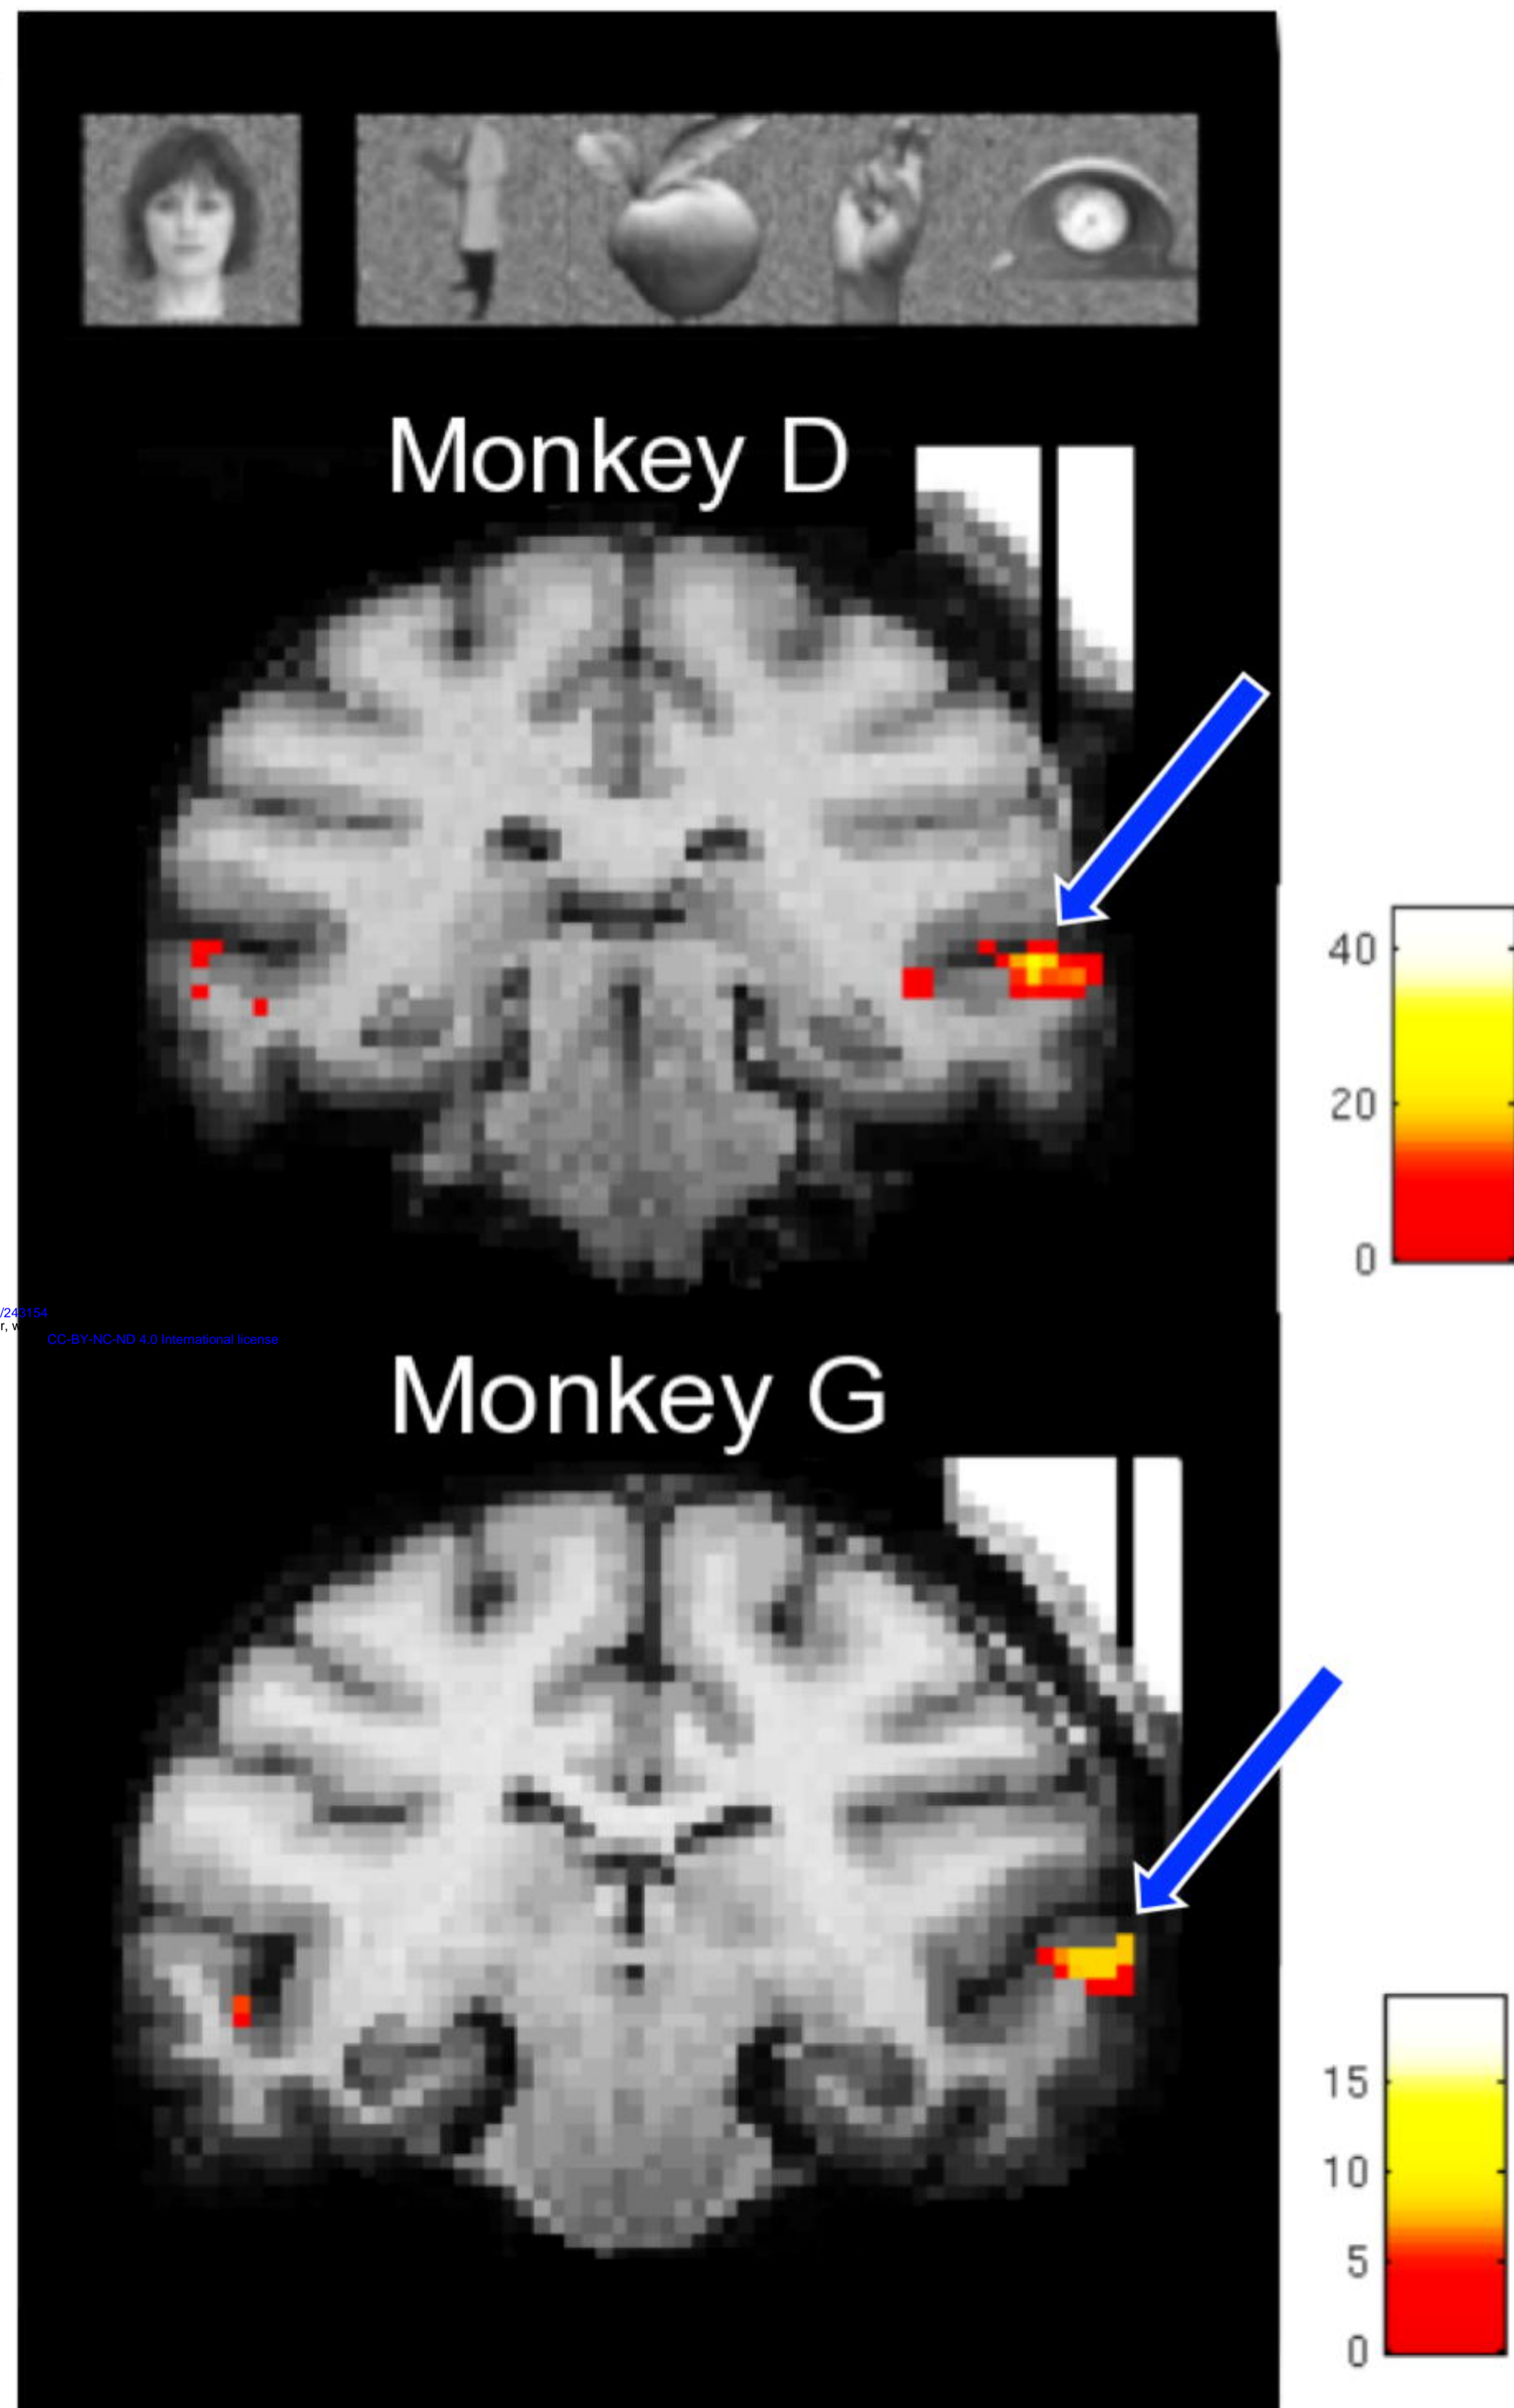 Monkey D
40
20
0
/243154
r, w
CC-BY-NC-ND 4.0 International license
Monkey G
15
10
5
0